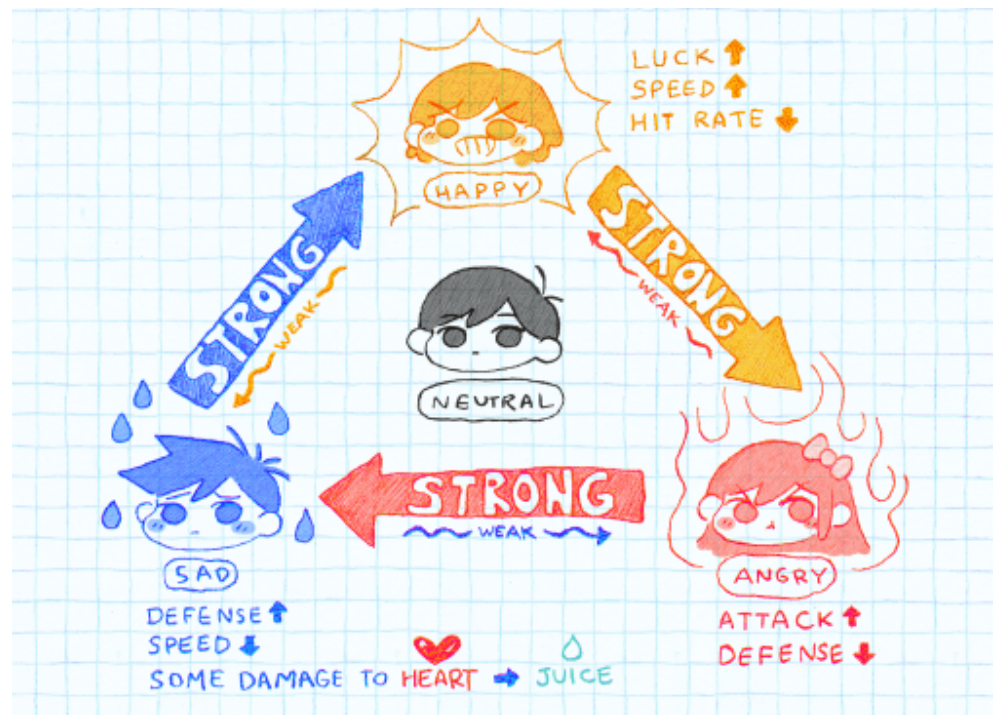 LUCK ⬆
SPEED ⬆
HIT RATE ⬇
HAPPY
STRONG
WEAK
STRONG
WEAK
NEUTRAL
STRONG
WEAK
SAD
DEFENSE ⬆
SPEED ⬇
SOME DAMAGE TO HEART ➡ JUICE
ANGRY
ATTACK ⬆
DEFENSE ⬇